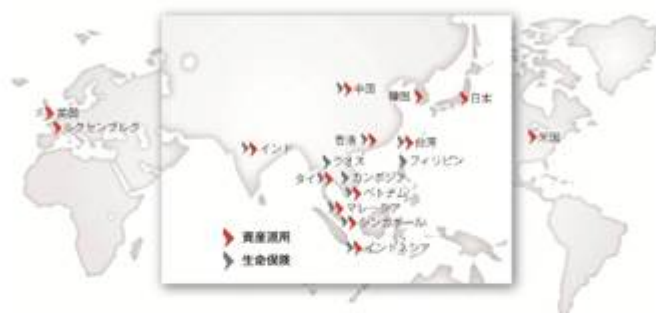 英国
ルクセンブルグ
中国
韓国
日本
香港
台湾
米国
インド
ラオス
フィリピン
タイ
カンボジア
ベトナム
マレーシア
シンガポール
インドネシア
資産運用
生命保険